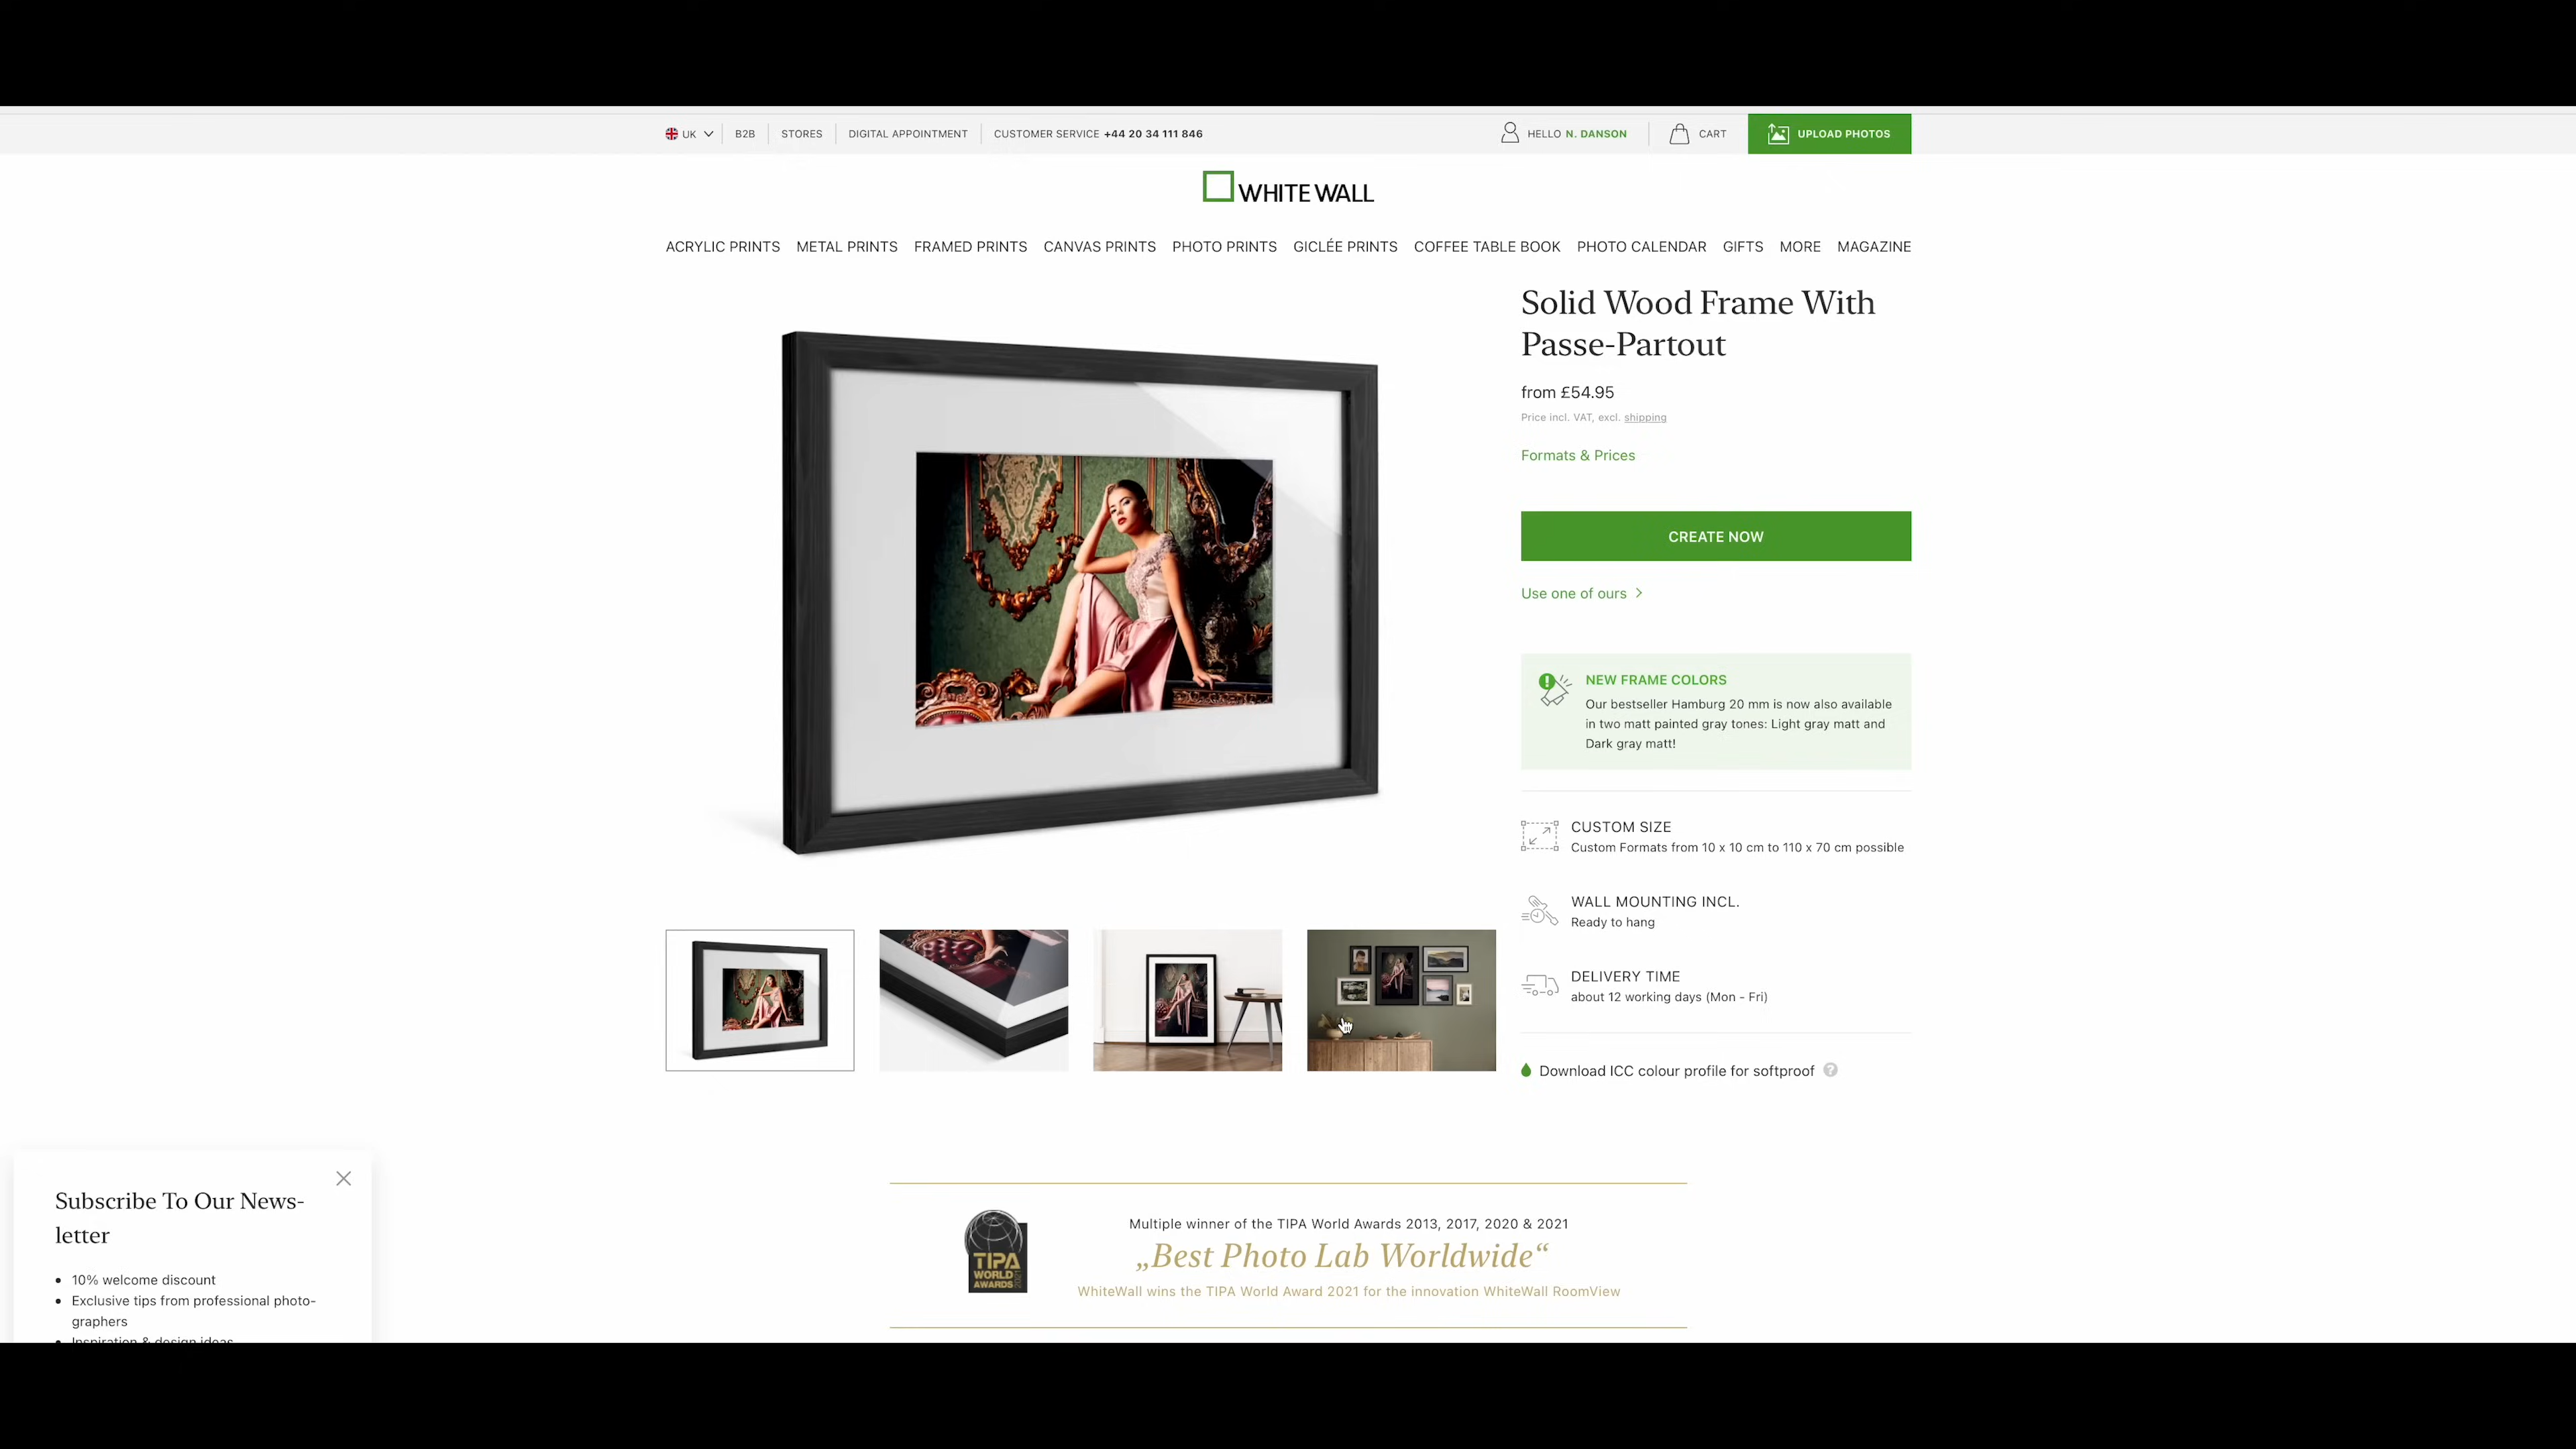 UK
B2B
STORES
DIGITAL APPOINTMENT
CUSTOMER SERVICE +44 20 34 111 846
HELLO N. DANSON
CART
UPLOAD PHOTOS
WHITE WALL
ACRYLIC PRINTS METAL PRINTS FRAMED PRINTS CANVAS PRINTS PHOTO PRINTS GICLÉE PRINTS COFFEE TABLE BOOK PHOTO CALENDAR GIFTS MORE MAGAZINE
Solid Wood Frame With
Passe-Partout
from £54.95
Price incl. VAT, excl. shipping
Formats & Prices
CREATE NOW
Use one of ours
NEW FRAME COLORS
Our bestseller Hamburg 20 mm is now also available
in two matt painted gray tones: Light gray matt and
Dark gray matt!
CUSTOM SIZE
Custom Formats from 10 x 10 cm to 110 x 70 cm possible
WALL MOUNTING INCL.
Ready to hang
DELIVERY TIME
about 12 working days (Mon - Fri)
Download ICC colour profile for softproof ?
Subscribe To Our News-
letter
• 10% welcome discount
• Exclusive tips from professional photo-
graphers
• Inspiration & design ideas
TIPA
WORLD
AWARDS 2021
Multiple winner of the TIPA World Awards 2013, 2017, 2020 & 2021
„Best Photo Lab Worldwide“
WhiteWall wins the TIPA World Award 2021 for the innovation WhiteWall RoomView